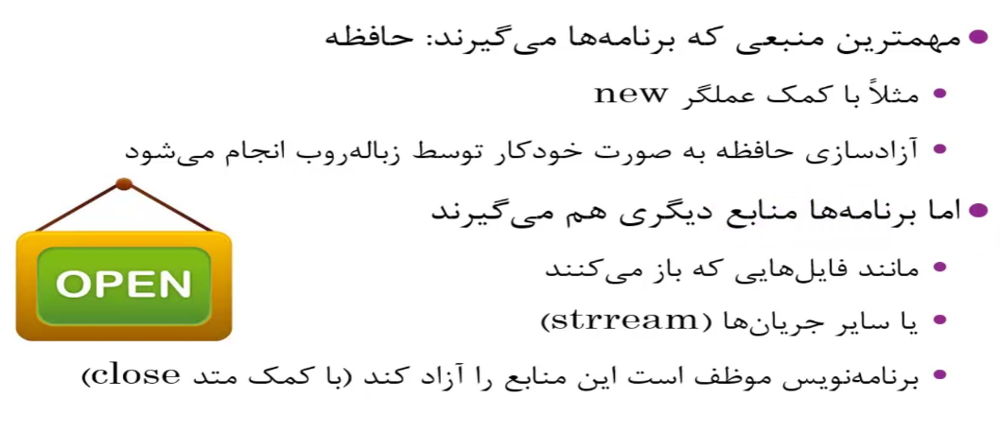 مهمترین منبعی که برنامه‌ها می‌گیرند: حافظه
مثلاً با کمک عملگر new
آزادسازی حافظه به صورت خودکار توسط زباله‌روب انجام می‌شود
اما برنامه‌ها منابع دیگری هم می‌گیرند
مانند فایل‌هایی که باز می‌کنند
یا سایر جریان‌ها (strream)
برنامه‌نویس موظف است این منابع را آزاد کند (با کمک متد close)
OPEN